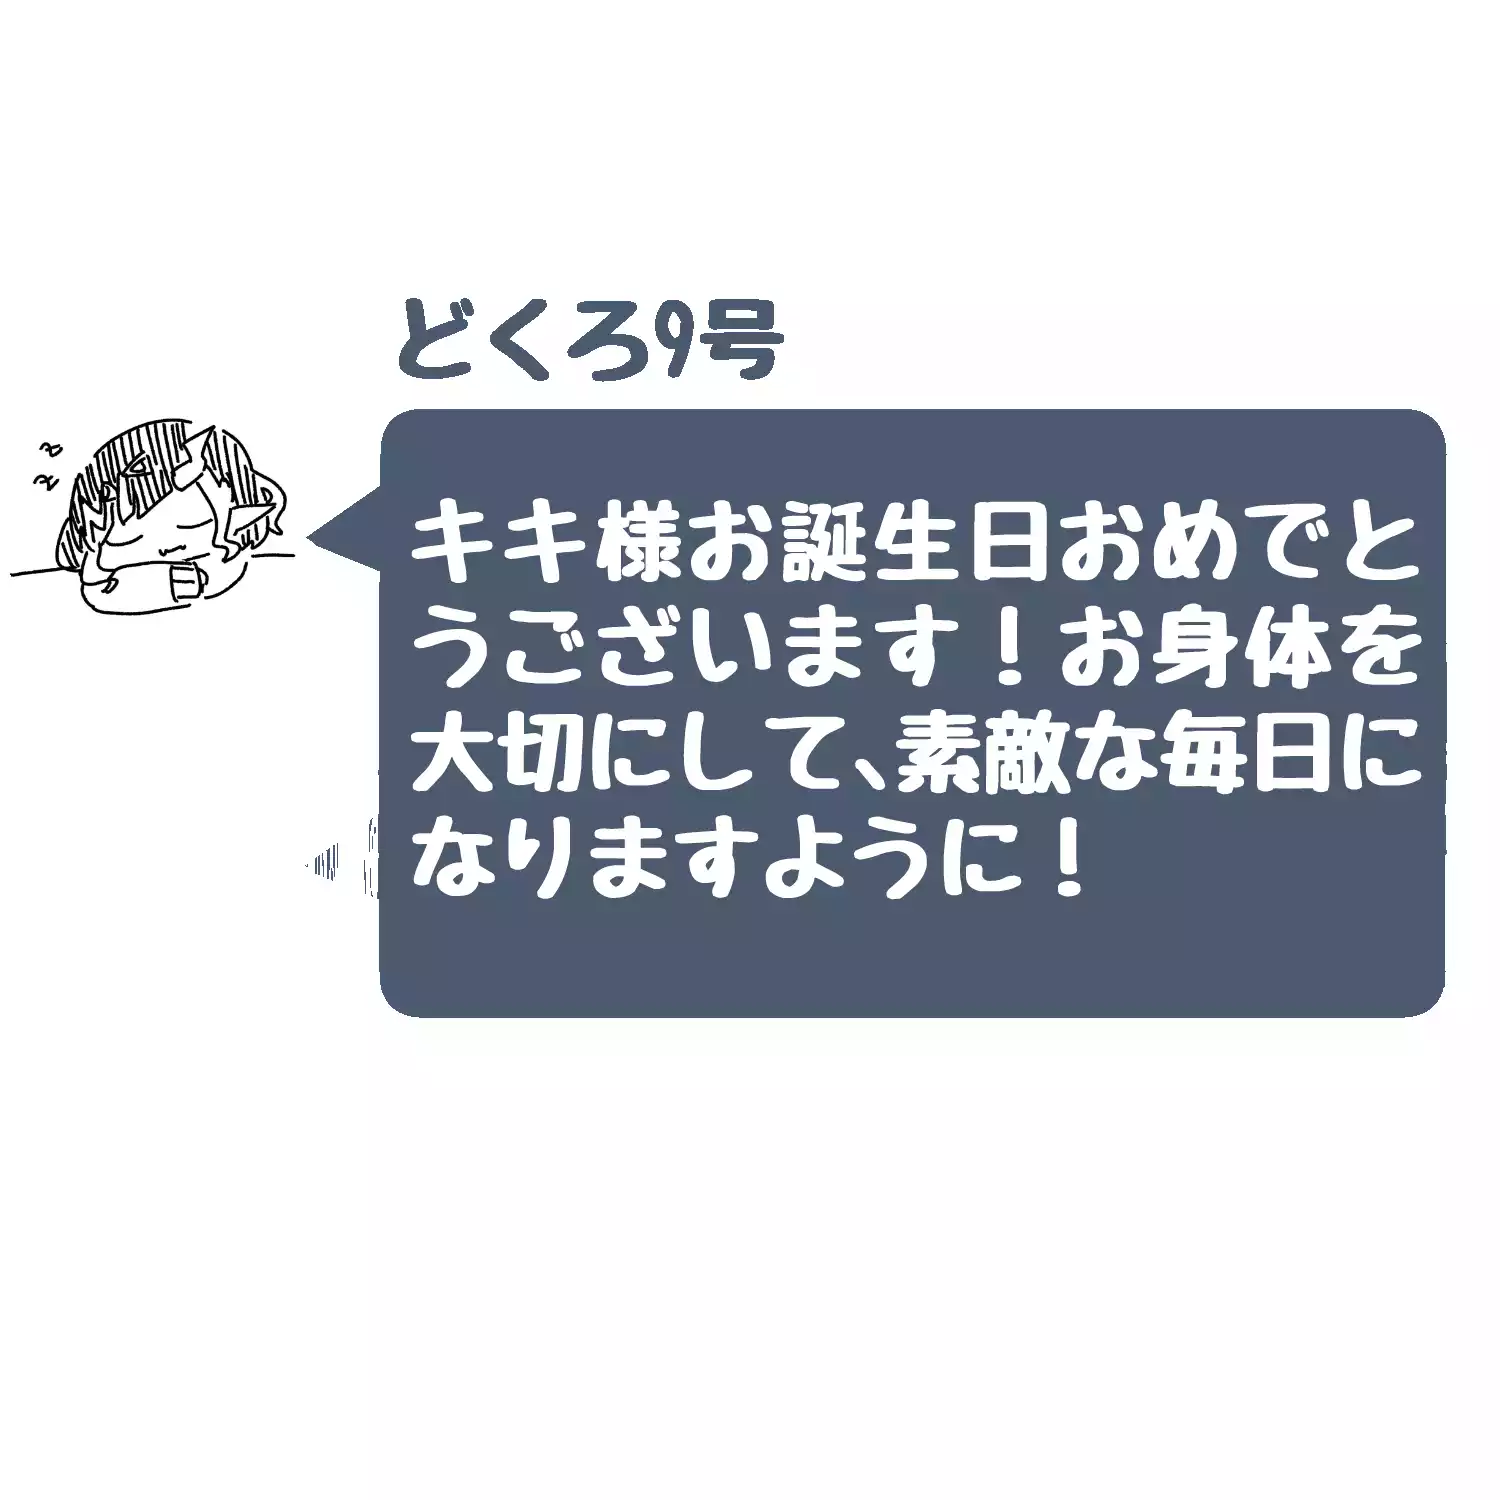 どくろ9号
zz
zz
キキ様お誕生日おめでと
うございます！お身体を
大切にして、素敵な毎日に
なりますように！